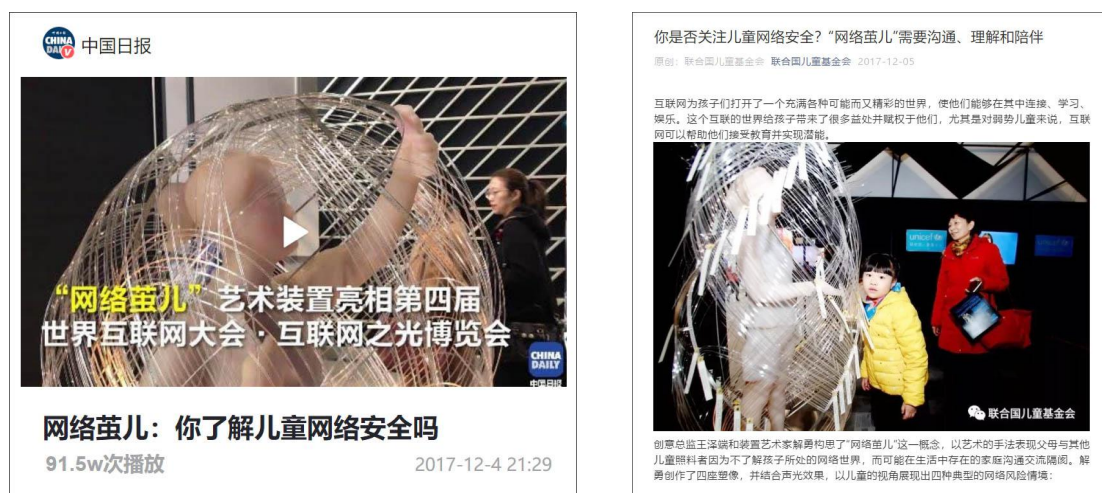 CHINA
DAILY
中国日报
“网络茧儿”艺术装置亮相第四届
世界互联网大会·互联网之光博览会
CHINA
DAILY
中国日报
网络茧儿：你了解儿童网络安全吗
91.5w次播放
2017-12-4 21:29
你是否关注儿童网络安全？“网络茧儿”需要沟通、理解和陪伴
原创：联合国儿童基金会 联合国儿童基金会 2017-12-05
互联网为孩子们打开了一个充满各种可能而又精彩的世界，使他们能够在其中连接、学习、
娱乐。这个互联的世界给孩子带来了很多益处并赋权于他们，尤其是对弱势儿童来说，互联
网可以帮助他们接受教育并实现潜能。
unicef
unicef
联合国儿童基金会
创意总监王泽端和装置艺术家解勇构思了“网络茧儿”这一概念，以艺术的手法表现父母与其他
儿童照料者因为不了解孩子所处的网络世界，而可能在生活中存在的家庭沟通交流隔阂。解
勇创作了四座塑像，并结合声光效果，以儿童的视角展现出四种典型的网络风险情境：